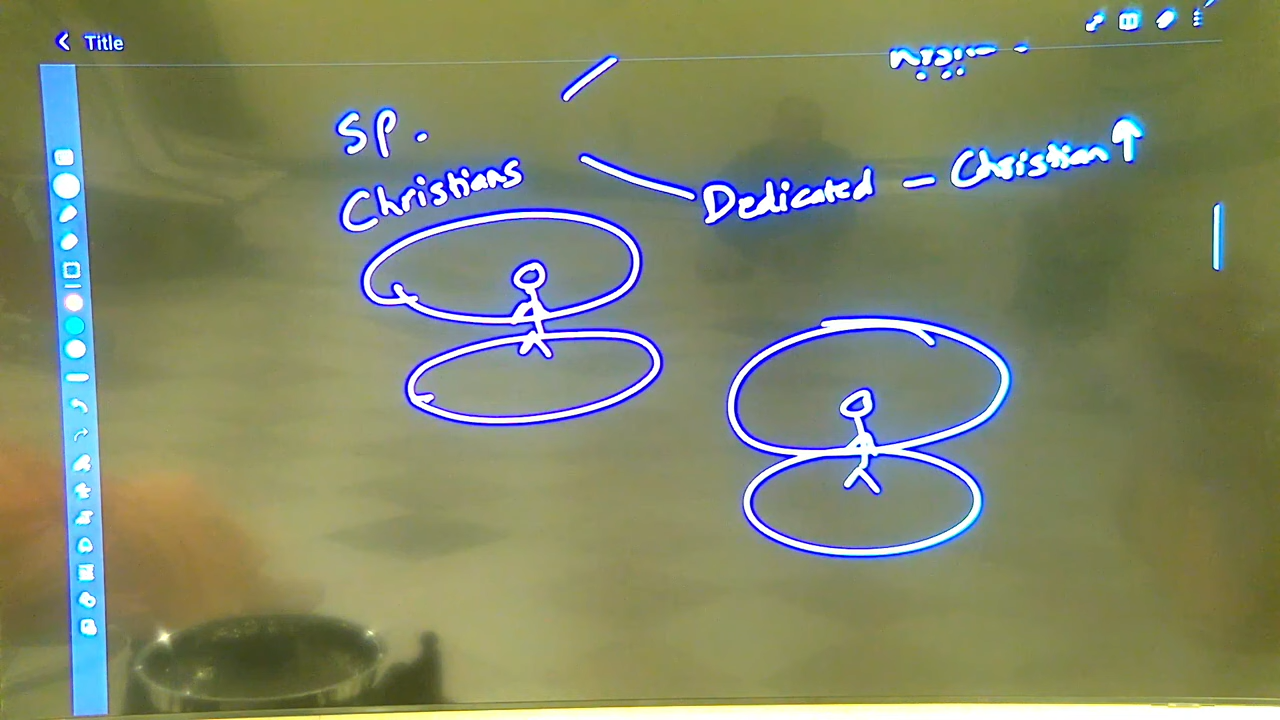 Title
SP.
Christians
Dedicated - Christian ↑